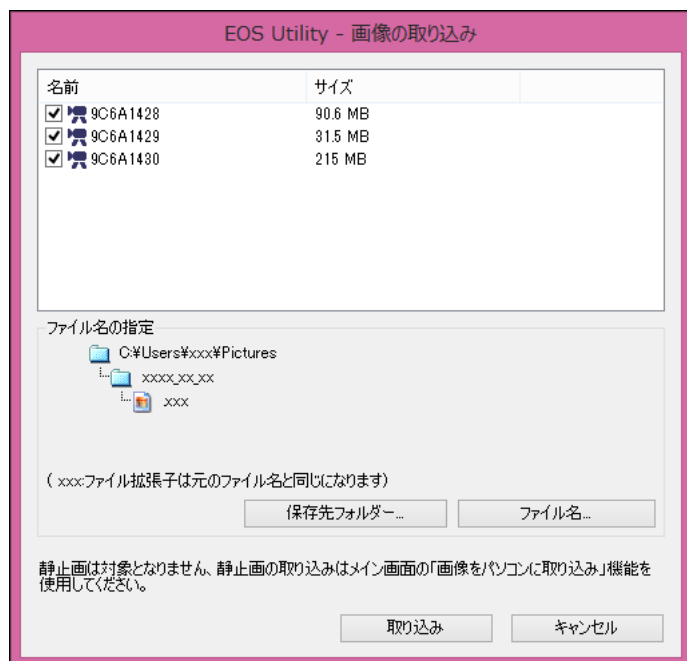 EOS Utility - 画像の取り込み
名前 サイズ
9C6A1428 90.6 MB
9C6A1429 31.5 MB
9C6A1430 215 MB
ファイル名の指定
C:¥Users¥xxx¥Pictures
xxxx_xx_xx
xxx
( xxx:ファイル拡張子は元のファイル名と同じになります)
保存先フォルダー... ファイル名...
静止画は対象となりません、静止画の取り込みはメイン画面の「画像をパソコンに取り込み」機能を
使用してください。
取り込み キャンセル